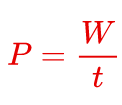 P = W/t